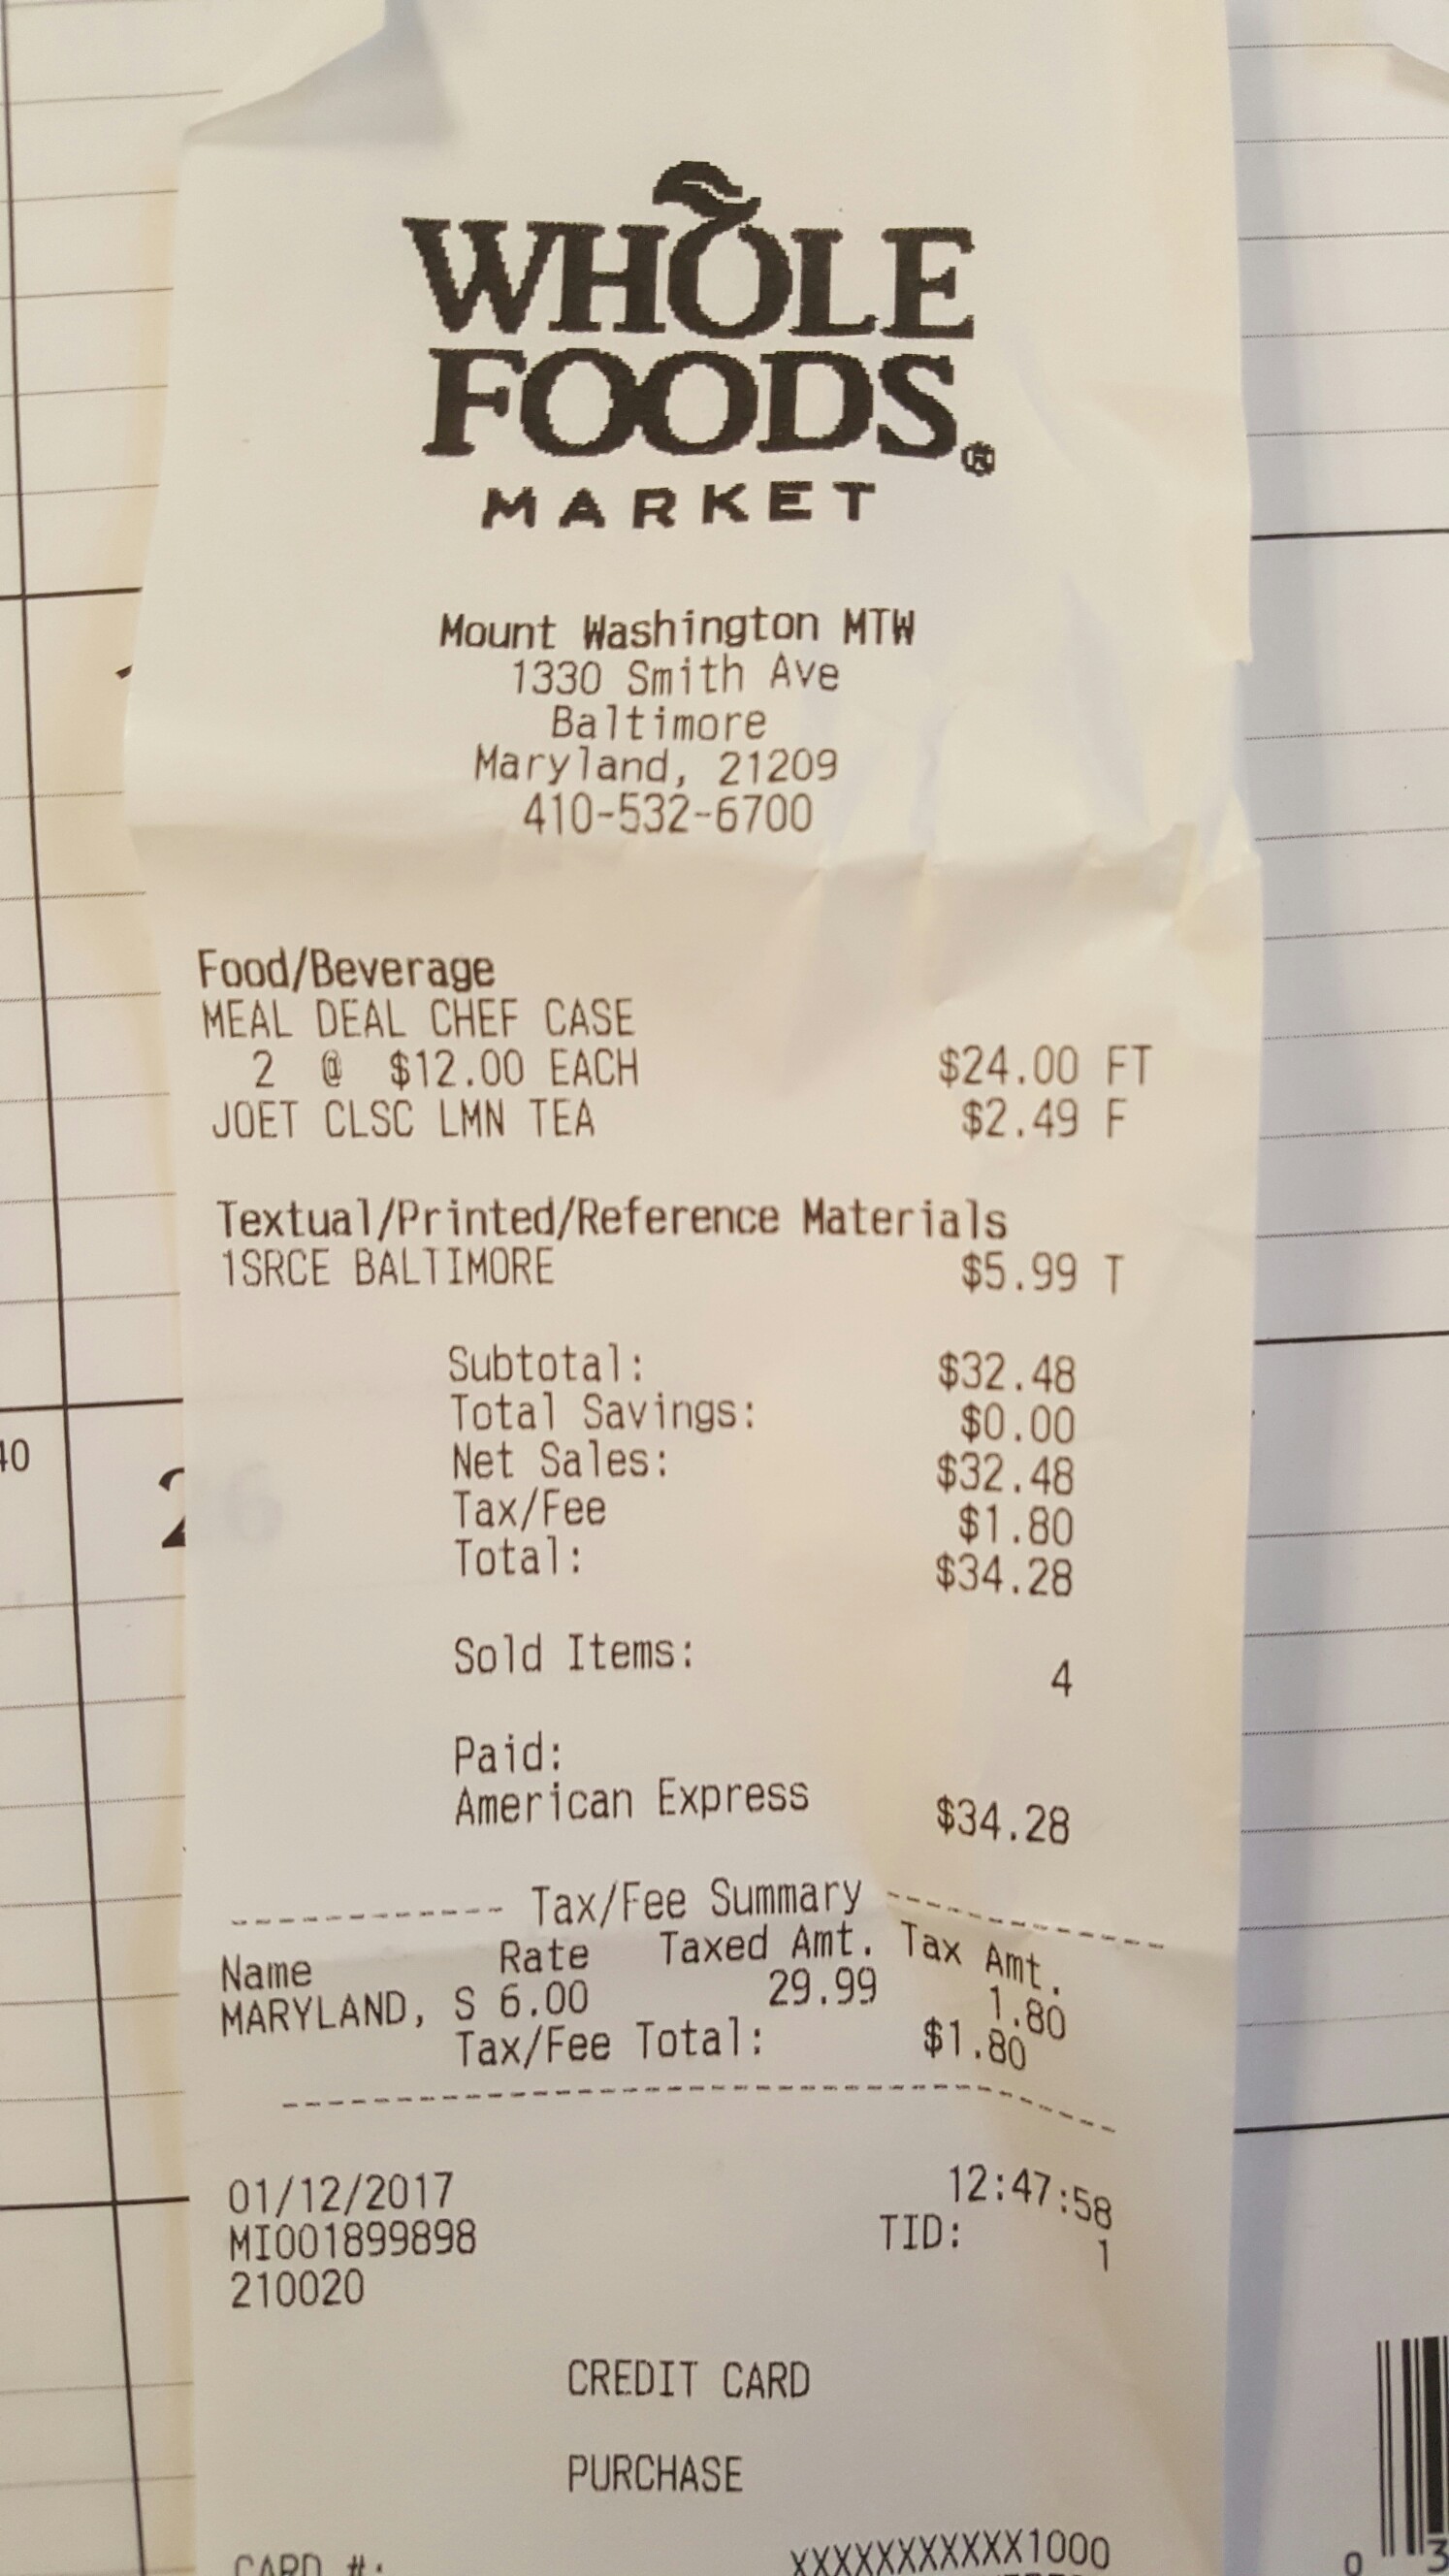 WHOLE
FOODS®
MARKET
Mount Washington MTW
1330 Smith Ave
Baltimore
Maryland, 21209
410-532-6700
Food/Beverage
MEAL DEAL CHEF CASE
2 @ $12.00 EACH $24.00 FT
JOET CLSC LMN TEA $2.49 F
Textual/Printed/Reference Materials
1SRCE BALTIMORE $5.99 T
Subtotal: $32.48
Total Savings: $0.00
Net Sales: $32.48
Tax/Fee $1.80
Total: $34.28
Sold Items: 4
Paid:
American Express $34.28
------------ Tax/Fee Summary ------------
Name Rate Taxed Amt. Tax Amt.
MARYLAND, S 6.00 29.99 1.80
Tax/Fee Total: $1.80
01/12/2017 12:47:58
MI001899898 TID: 1
210020
CREDIT CARD
PURCHASE
CARD #: XXXXXXXXXXX1000
40
26
0 3